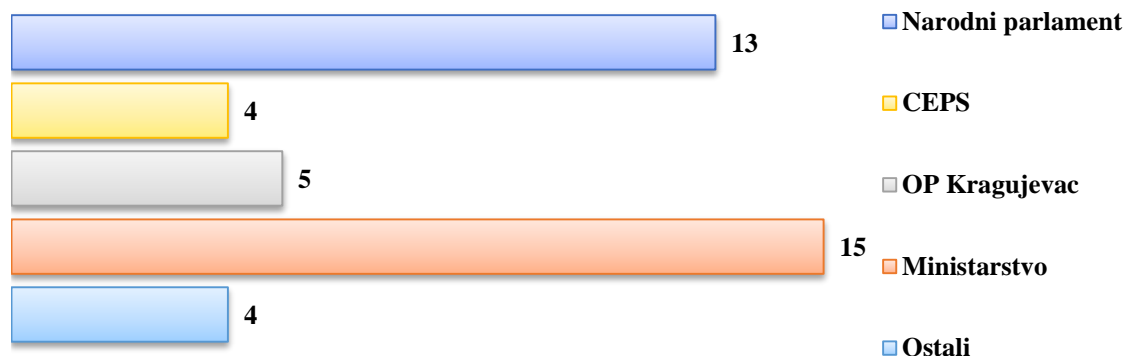 Narodni parlament
13
CEPS
4
OP Kragujevac
5
Ministarstvo
15
Ostali
4